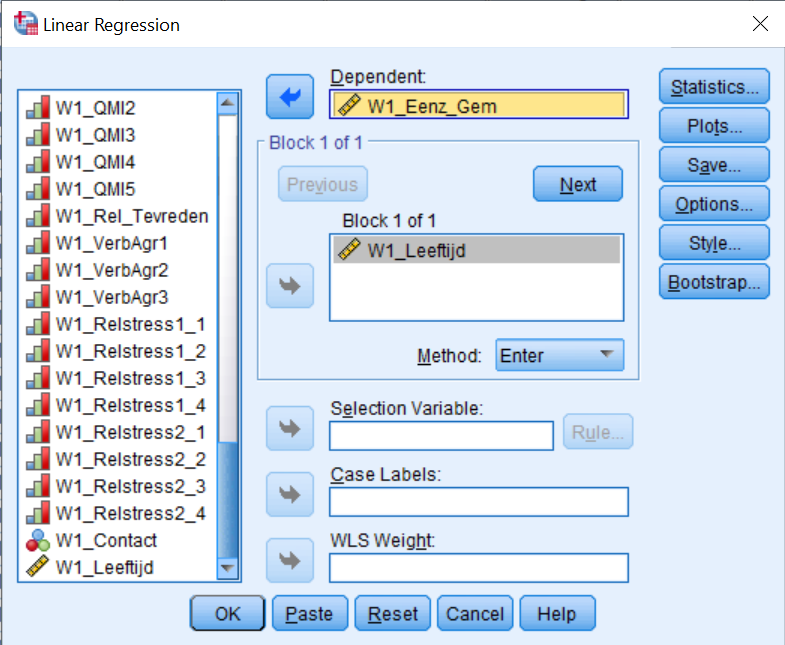 Linear Regression
W1_QMI2
W1_QMI3
W1_QMI4
W1_QMI5
W1_Rel_Tevreden
W1_VerbAgr1
W1_VerbAgr2
W1_VerbAgr3
W1_Relstress1_1
W1_Relstress1_2
W1_Relstress1_3
W1_Relstress1_4
W1_Relstress2_1
W1_Relstress2_2
W1_Relstress2_3
W1_Relstress2_4
W1_Contact
W1_Leeftijd
Dependent:
W1_Eenz_Gem
Block 1 of 1
Previous
Next
Block 1 of 1
W1_Leeftijd
Method: Enter
Selection Variable:
Rule...
Case Labels:
WLS Weight:
Statistics...
Plots...
Save...
Options...
Style...
Bootstrap...
OK Paste Reset Cancel Help